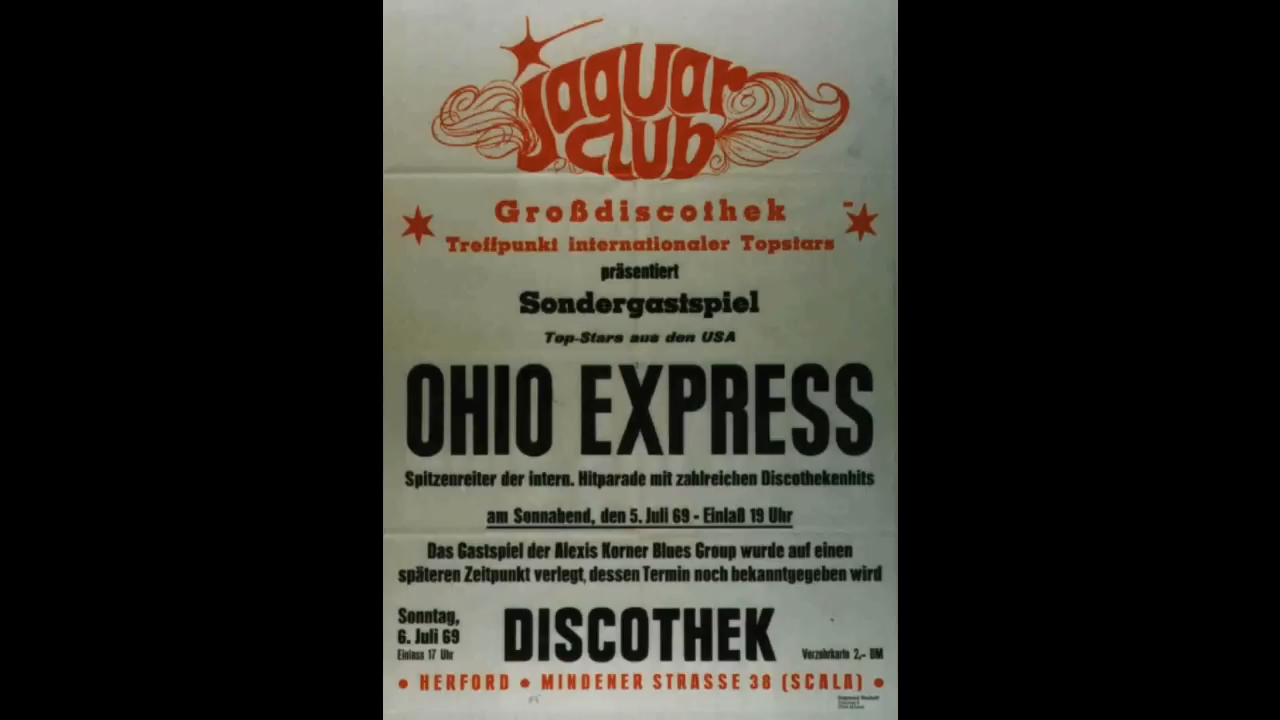 jaguar
club
Großdiscothek
Treffpunkt internationaler Topstars
präsentiert
Sondergastspiel
Top-Stars aus den USA
OHIO EXPRESS
Spitzenreiter der intern. Hitparade mit zahlreichen Discothekenhits
am Sonnabend, den 5. Juli 69 - Einlaß 19 Uhr
Das Gastspiel der Alexis Korner Blues Group wurde auf einen
späteren Zeitpunkt verlegt, dessen Termin noch bekanntgegeben wird
Sonntag,
6. Juli 69
Einlass 17 Uhr
DISCOTHEK
Verzehrkarte 2,- DM
• HERFORD • MINDENER STRASSE 38 (SCALA) •